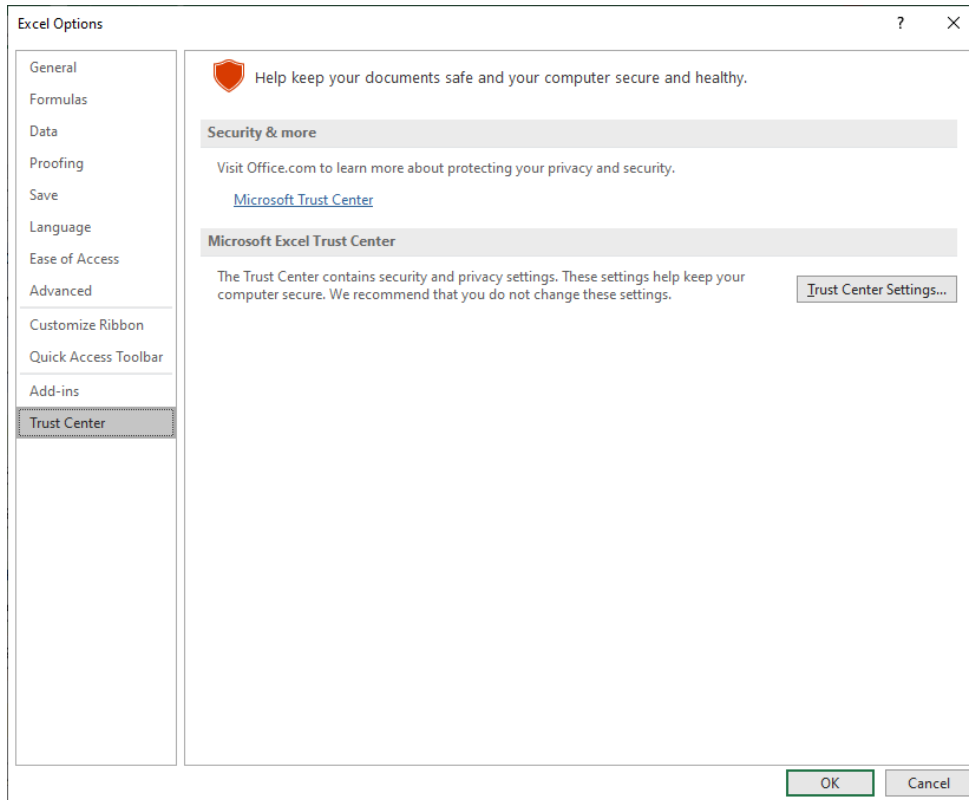 Excel Options
?
General
Formulas
Data
Proofing
Save
Language
Ease of Access
Advanced
Customize Ribbon
Quick Access Toolbar
Add-ins
Trust Center
Help keep your documents safe and your computer secure and healthy.
Security & more
Visit Office.com to learn more about protecting your privacy and security.
Microsoft Trust Center
Microsoft Excel Trust Center
The Trust Center contains security and privacy settings. These settings help keep your
computer secure. We recommend that you do not change these settings.
Trust Center Settings...
OK
Cancel